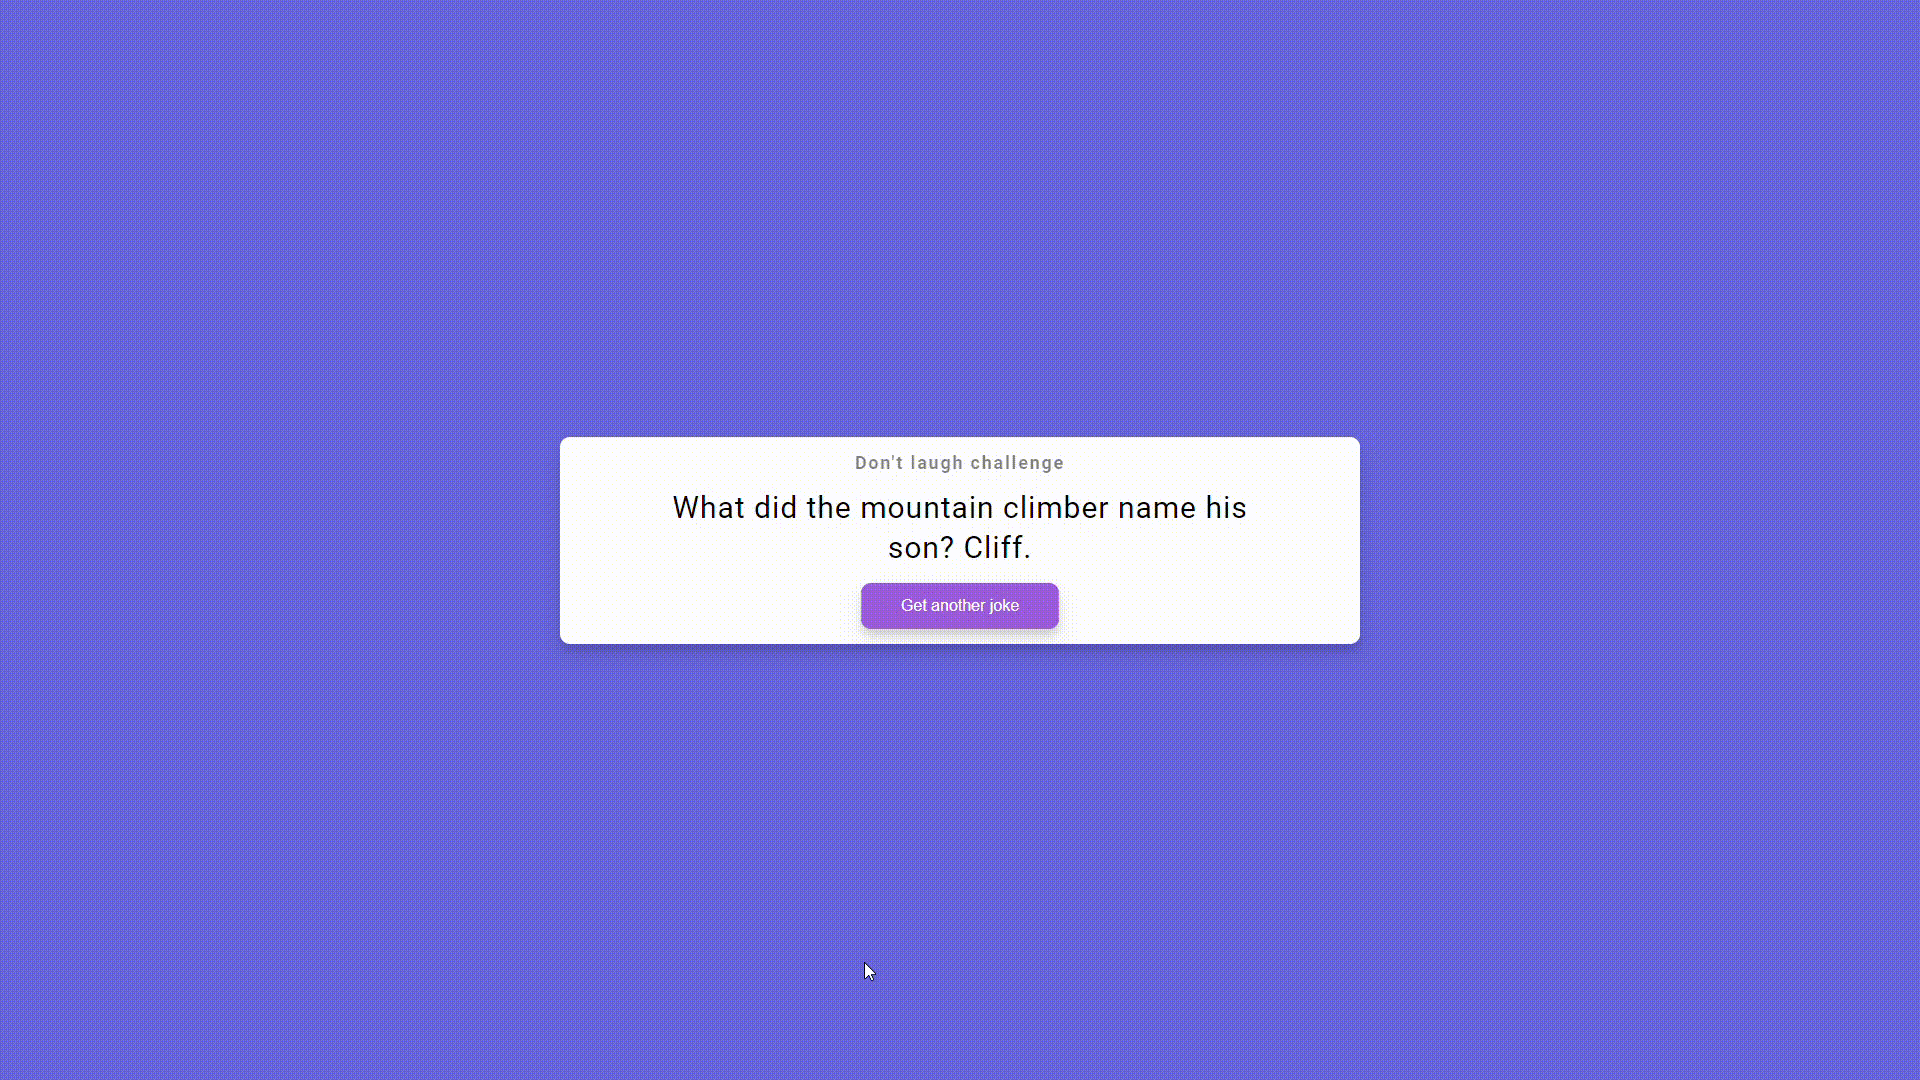 Don't laugh challenge
What did the mountain climber name his
son? Cliff.
Get another joke